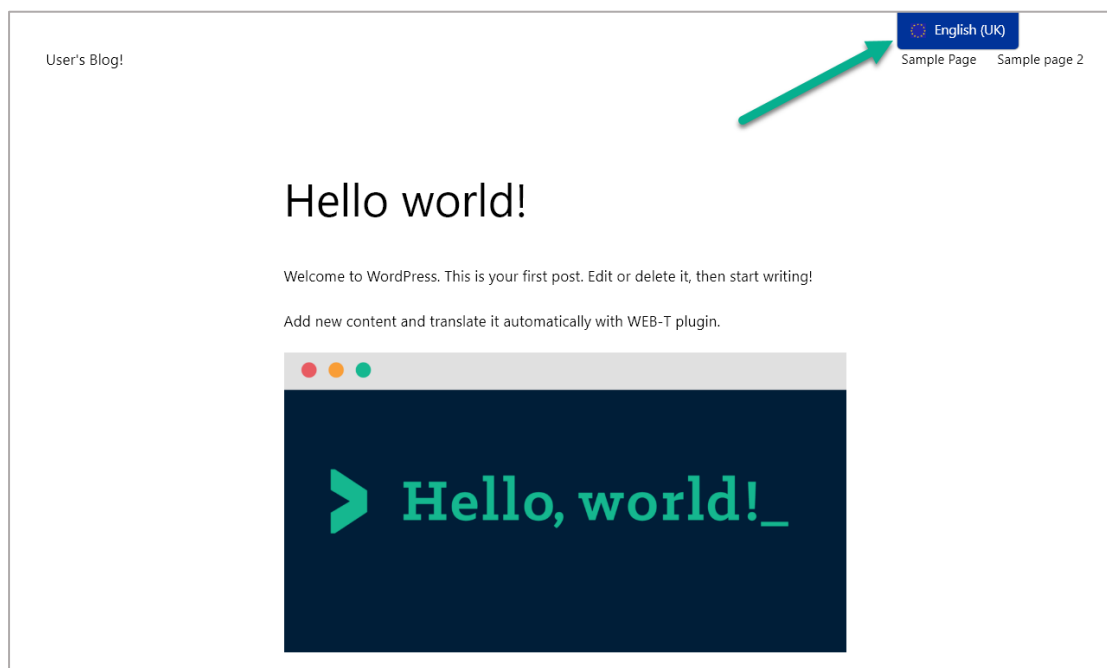 English (UK)
User's Blog!
Sample Page Sample page 2
Hello world!
Welcome to WordPress. This is your first post. Edit or delete it, then start writing!
Add new content and translate it automatically with WEB-T plugin.
> Hello, world!_